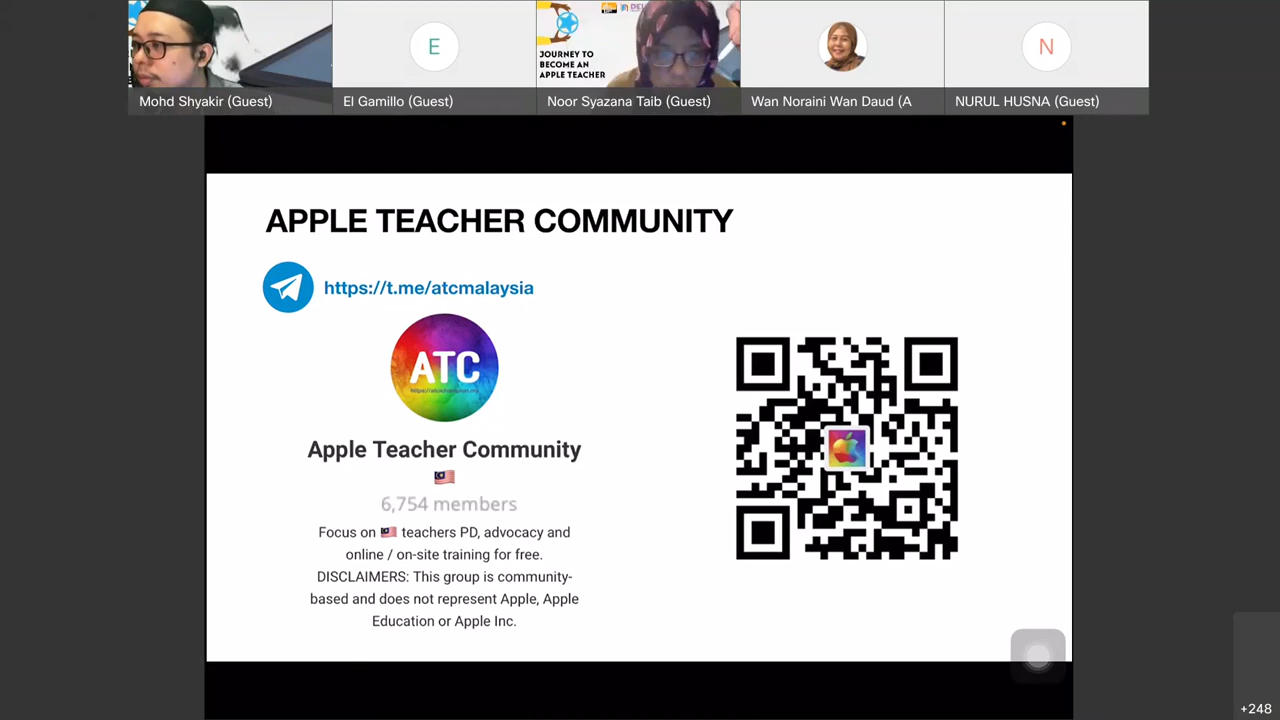 JOURNEY TO
BECOME AN
APPLE TEACHER
Mohd Shyakir (Guest)
E
El Gamillo (Guest)
Noor Syazana Taib (Guest)
Wan Noraini Wan Daud (A
N
NURUL HUSNA (Guest)
APPLE TEACHER COMMUNITY
https://t.me/atcmalaysia
ATC
Apple Teacher Community
🇲🇾
6,754 members
Focus on 🇲🇾 teachers PD, advocacy and
online / on-site training for free.
DISCLAIMERS: This group is community-
based and does not represent Apple, Apple
Education or Apple Inc.
+248